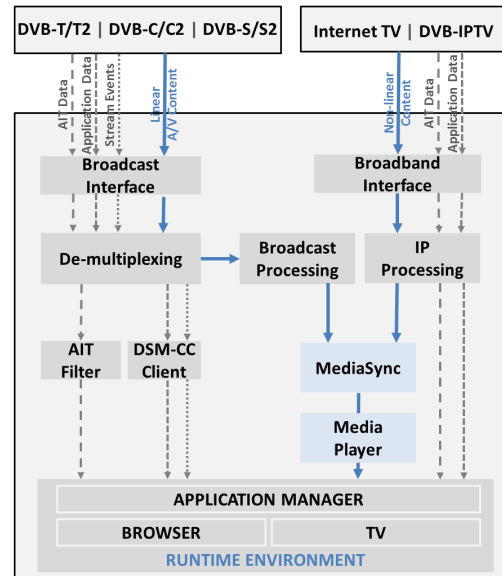 DVB-T/T2 | DVB-C/C2 | DVB-S/S2
Internet TV | DVB-IPTV
AIT Data
Application Data
Stream Events
Linear
A/V Content
Non-linear
Content
AIT Data
Application Data
Broadcast
Interface
Broadband
Interface
De-multiplexing
Broadcast
Processing
IP
Processing
AIT
Filter
DSM-CC
Client
MediaSync
Media
Player
APPLICATION MANAGER
BROWSER
TV
RUNTIME ENVIRONMENT